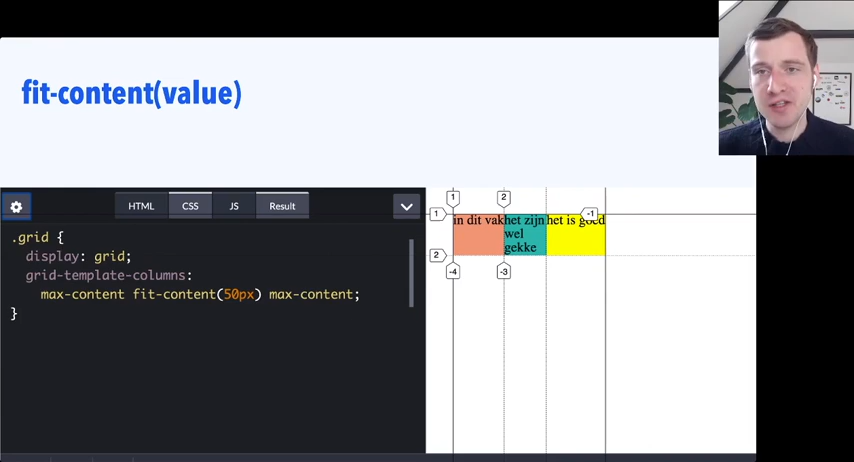 fit-content(value)
HTML CSS JS Result
.grid {
display: grid;
grid-template-columns:
max-content fit-content(50px) max-content;
}
1 2
1 -1
in dit vak het zijn het is goed
wel
gekke
2
-4 -3